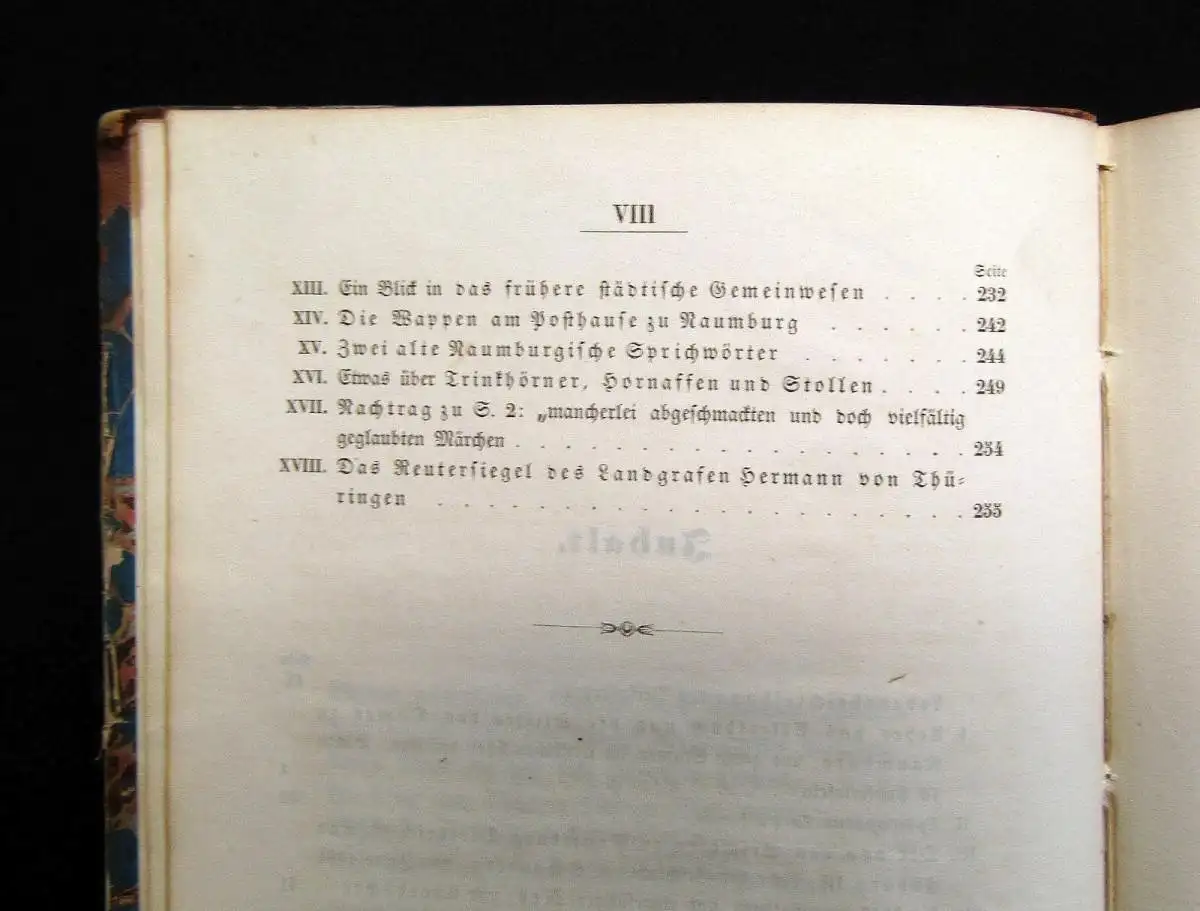 VIII
Seite
XIII. Ein Blick in das frühere städtische Gemeinwesen . . . . 232
XIV. Die Wappen am Posthause zu Naumburg . . . . . . 242
XV. Zwei alte Naumburgische Sprichwörter . . . . . . . 244
XVI. Etwas über Trinkhörner, Hornaffen und Stollen . . . . 249
XVII. Nachtrag zu S. 2: „mancherlei abgeschmackten und doch vielfältig
geglaubten Märchen . . . . . . . . . . . . . . . . . . 254
XVIII. Das Reutersiegel des Landgrafen Hermann von Thü-
ringen . . . . . . . . . . . . . . . . . . . . . 255
Inhalt.